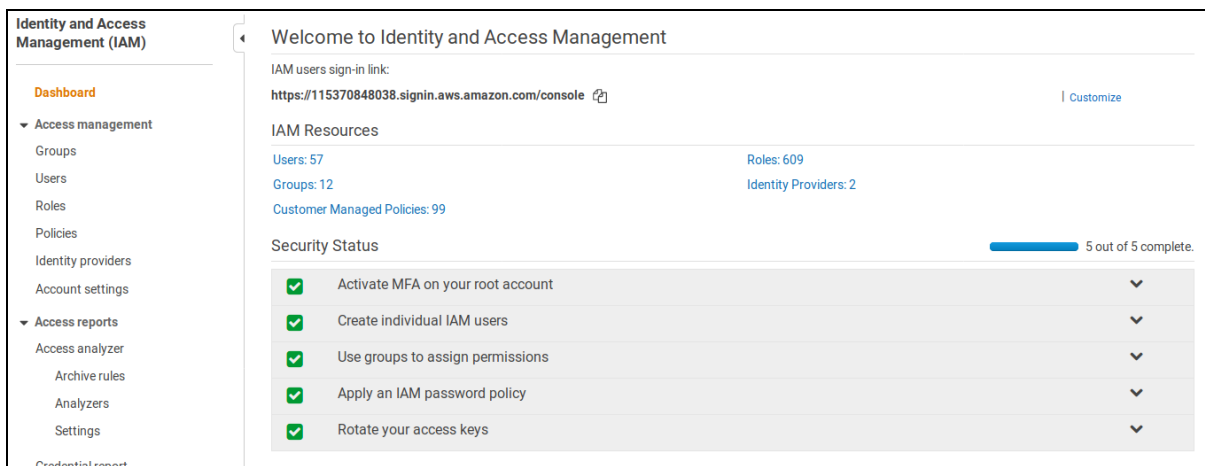 Identity and Access
Management (IAM)
Dashboard
Access management
Groups
Users
Roles
Policies
Identity providers
Account settings
Access reports
Access analyzer
Archive rules
Analyzers
Settings
Credential report
Welcome to Identity and Access Management
IAM users sign-in link:
https://115370848038.signin.aws.amazon.com/console
| Customize
IAM Resources
Users: 57
Roles: 609
Groups: 12
Identity Providers: 2
Customer Managed Policies: 99
Security Status
5 out of 5 complete.
Activate MFA on your root account
Create individual IAM users
Use groups to assign permissions
Apply an IAM password policy
Rotate your access keys